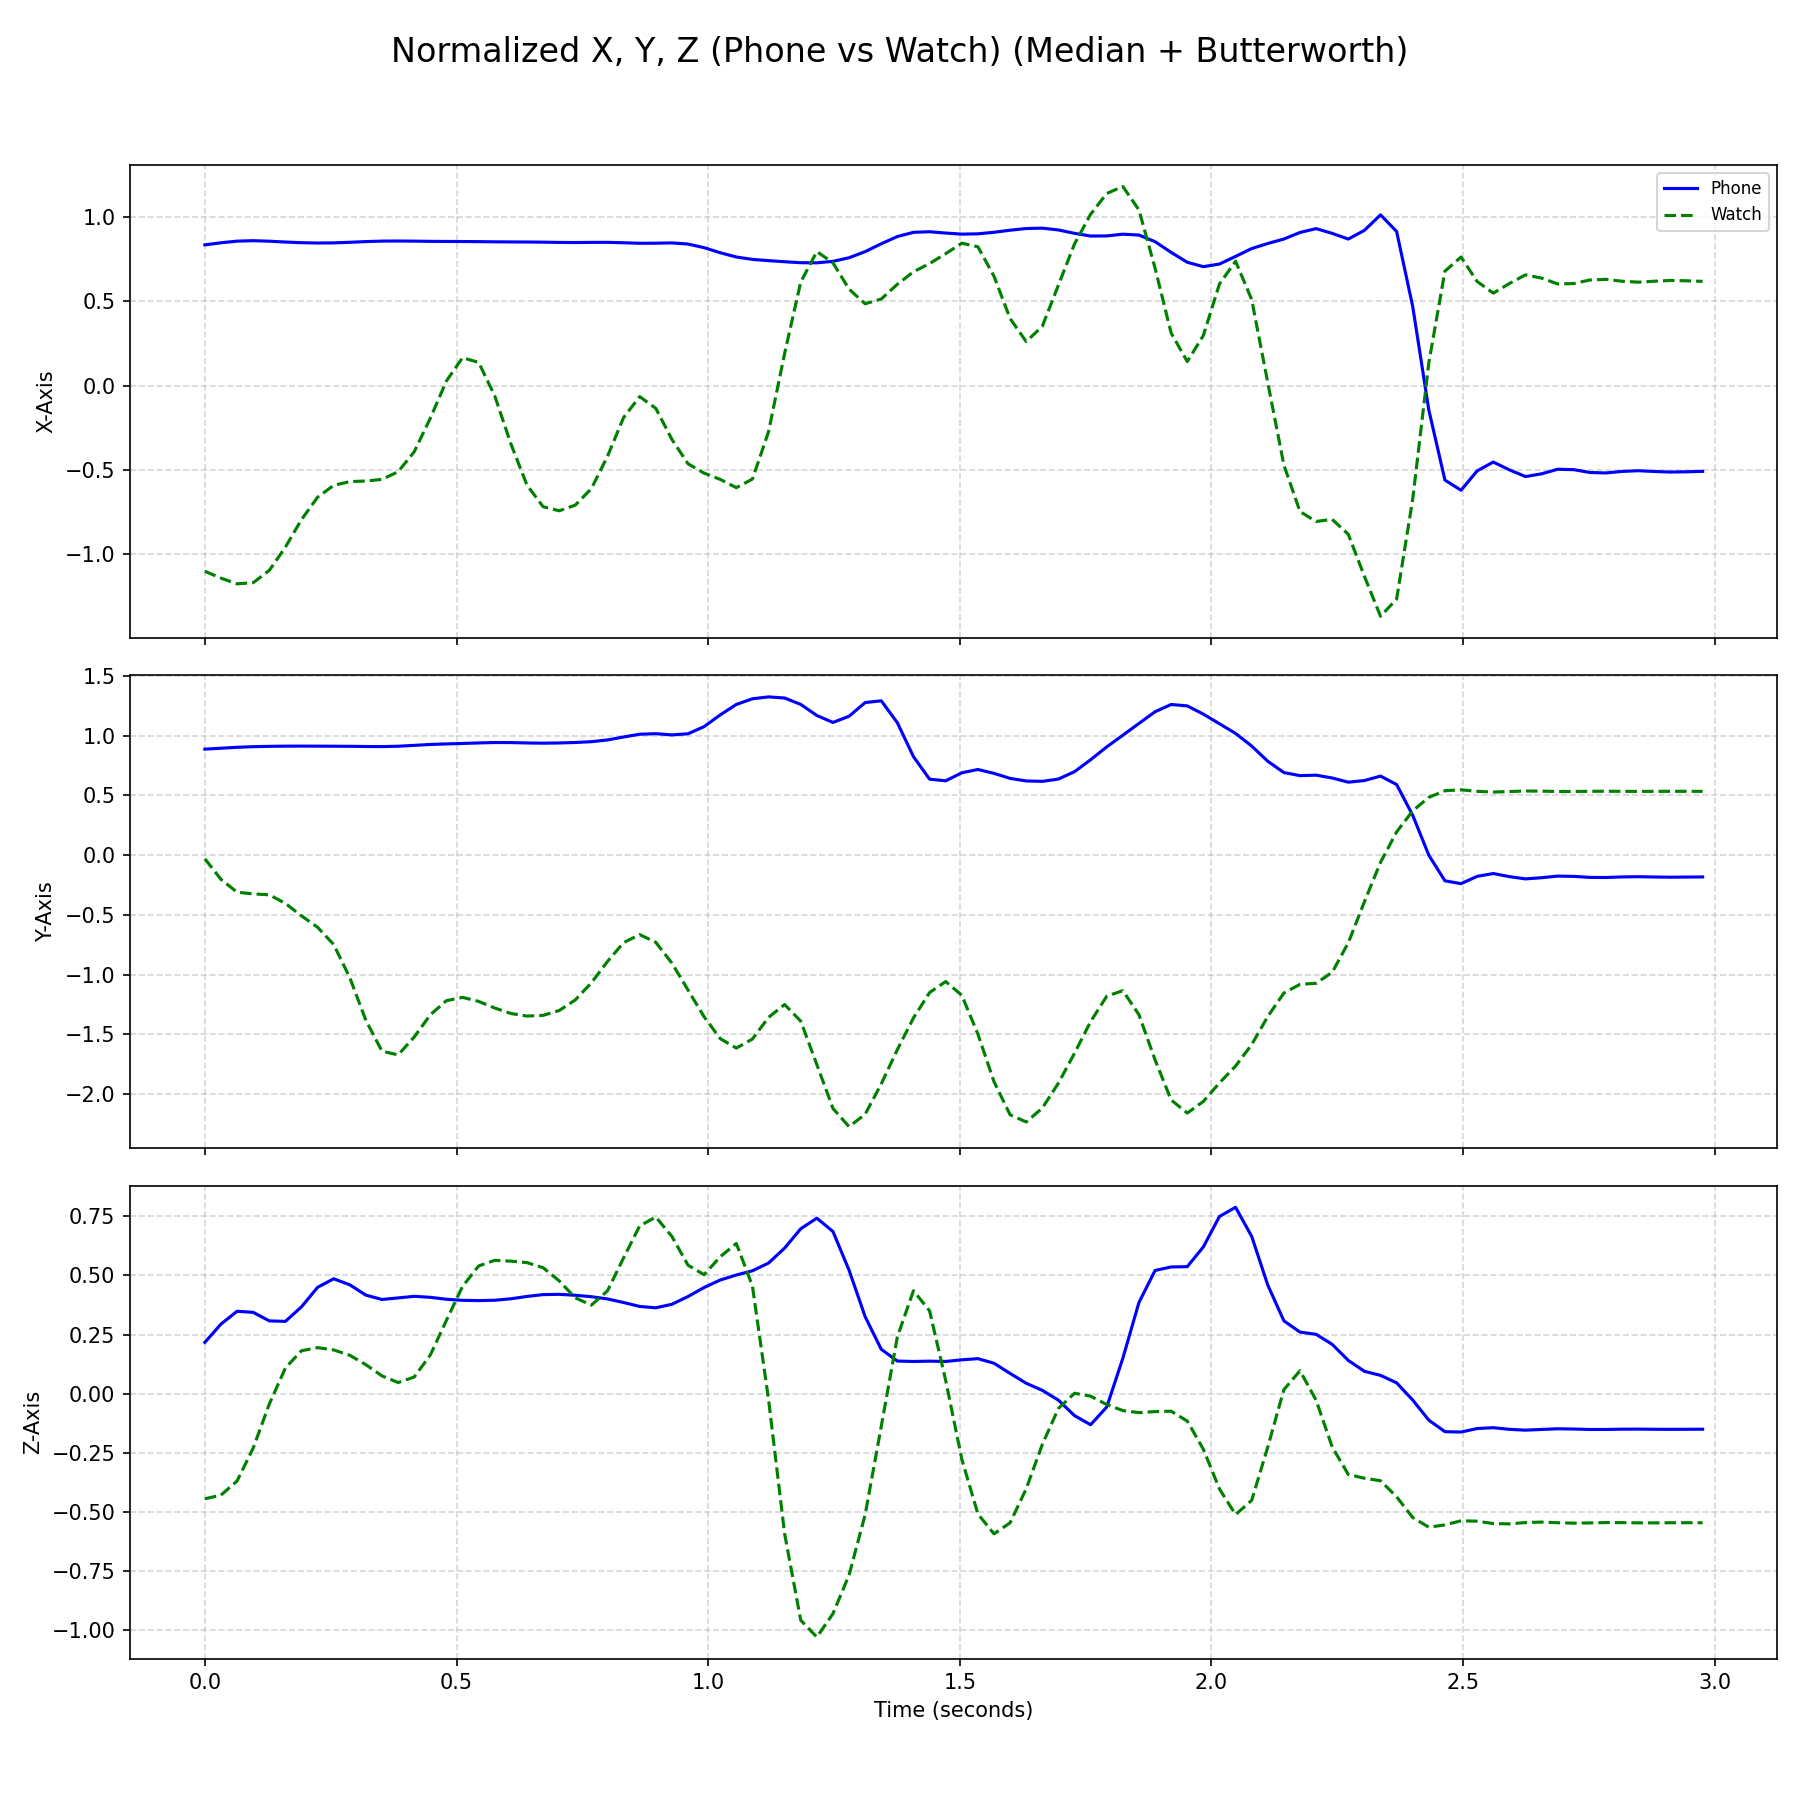 Normalized X, Y, Z (Phone vs Watch) (Median + Butterworth)
Phone
Watch
X-Axis
1.0
0.5
0.0
−0.5
−1.0
Y-Axis
1.5
1.0
0.5
0.0
−0.5
−1.0
−1.5
−2.0
Z-Axis
0.75
0.50
0.25
0.00
−0.25
−0.50
−0.75
−1.00
0.0 0.5 1.0 1.5 2.0 2.5 3.0
Time (seconds)